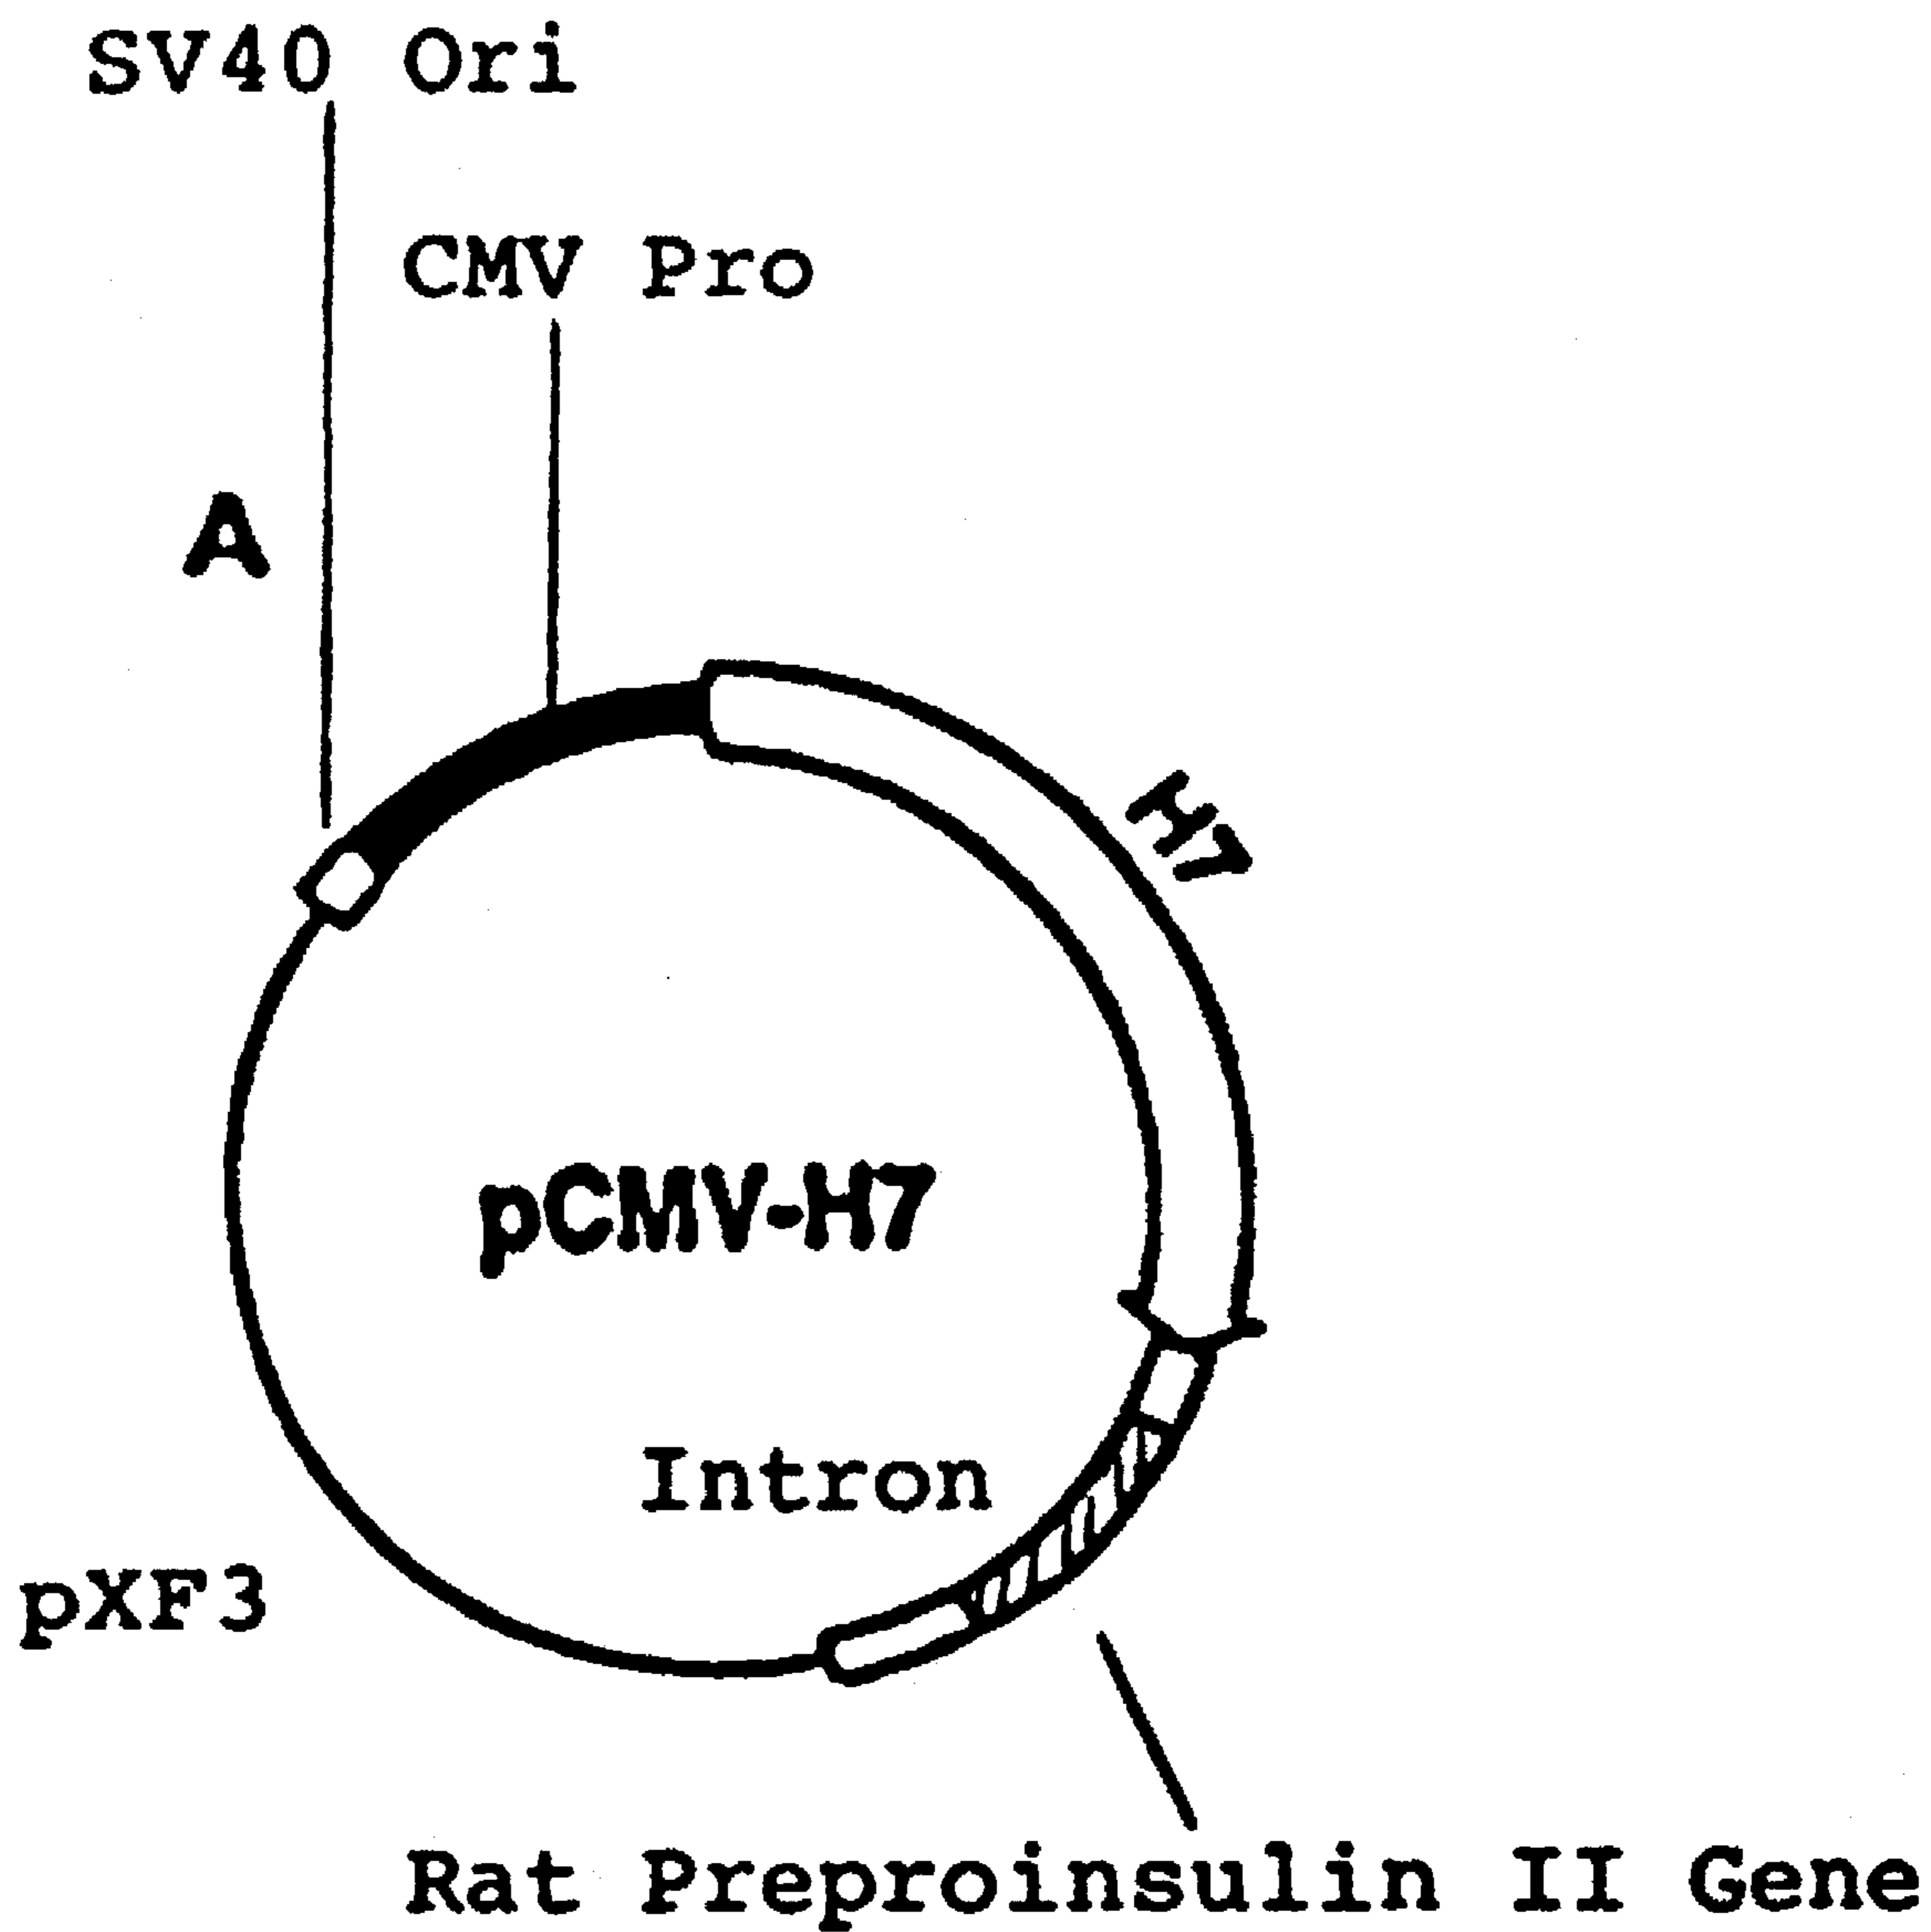 SV40 Ori
CMV Pro
A
H7
pCMV-H7
Intron
pXF3
Rat Preproinsulin II Gene